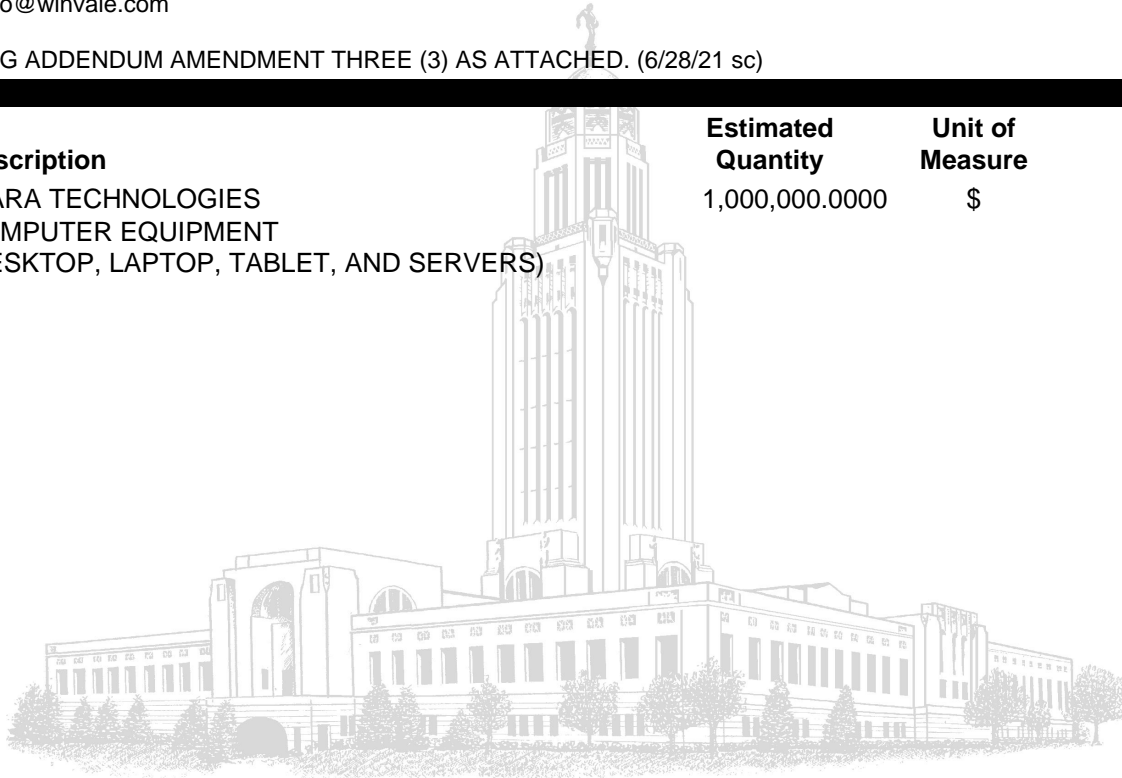 o@winvale.com
G ADDENDUM AMENDMENT THREE (3) AS ATTACHED. (6/28/21 sc)
Estimated Unit of
scription Quantity Measure
ARA TECHNOLOGIES 1,000,000.0000 $
MPUTER EQUIPMENT
ESKTOP, LAPTOP, TABLET, AND SERVERS)